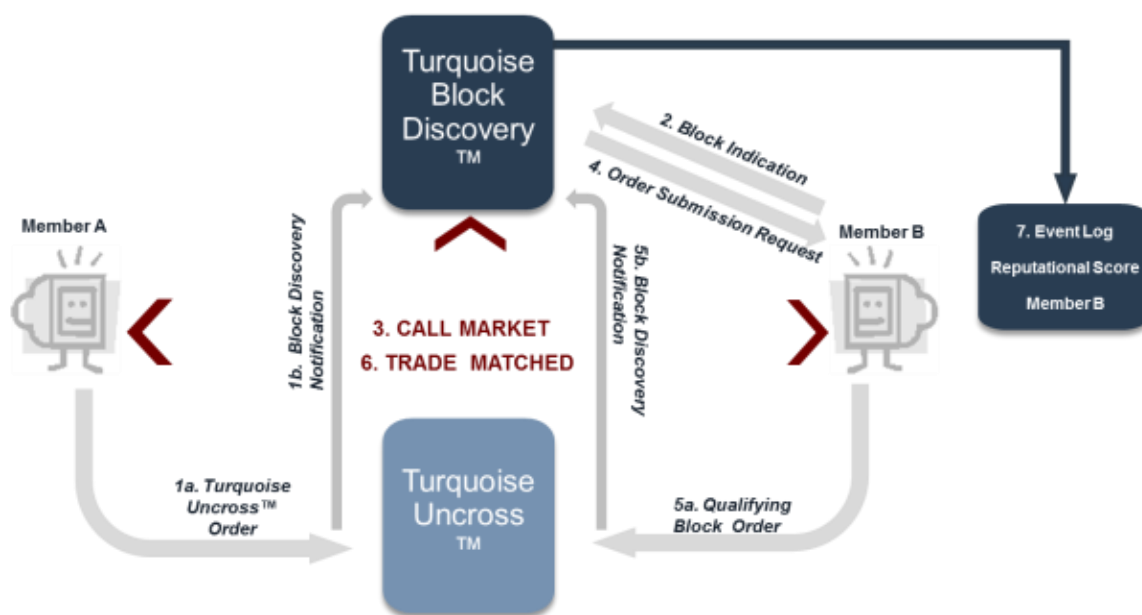 Turquoise
Block
Discovery
™
2. Block Indication
4. Order Submission Request
Member A
Member B
7. Event Log
Reputational Score
Member B
1b. Block Discovery
Notification
5b. Block Discovery
Notification
3. CALL MARKET
6. TRADE MATCHED
1a. Turquoise
Uncross™
Order
Turquoise
Uncross
™
5a. Qualifying
Block Order